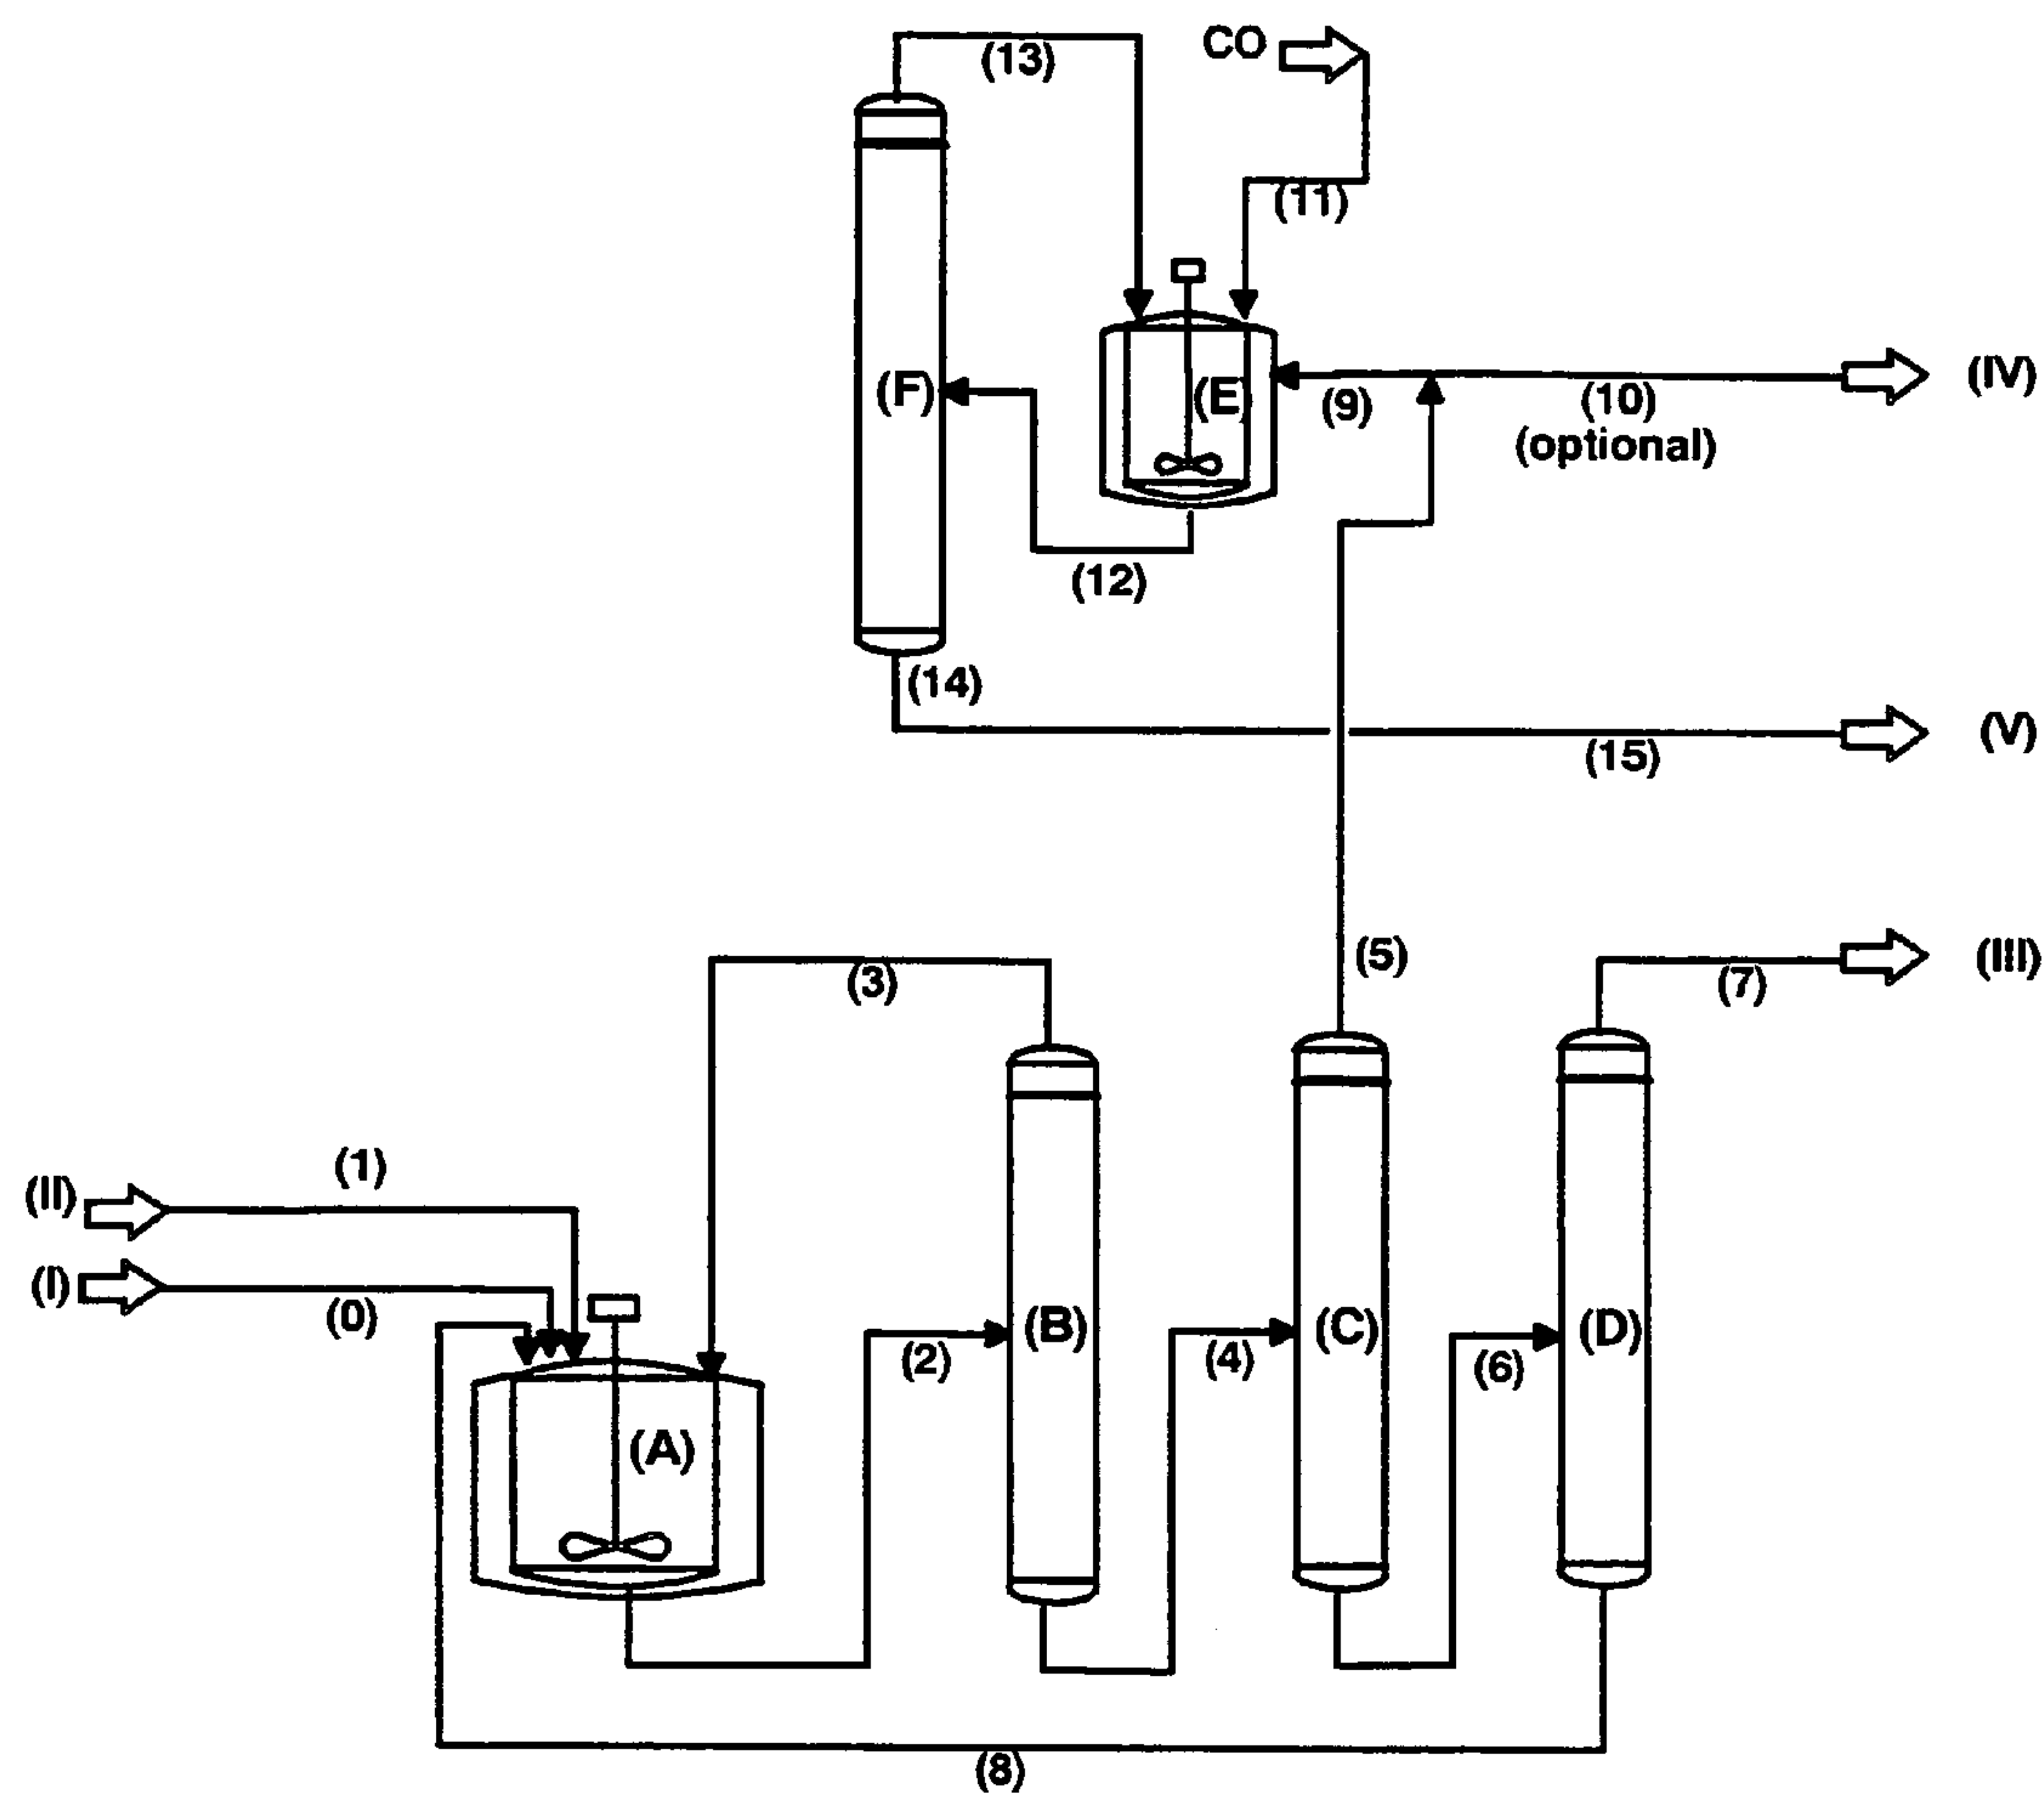 CO
(13)
(11)
(F)
(E)
(9)
(10)
(optional)
(IV)
(12)
(14)
(15)
(V)
(5)
(3)
(7)
(III)
(1)
(II)
(I)
(0)
(B)
(C)
(D)
(2)
(4)
(6)
(A)
(8)